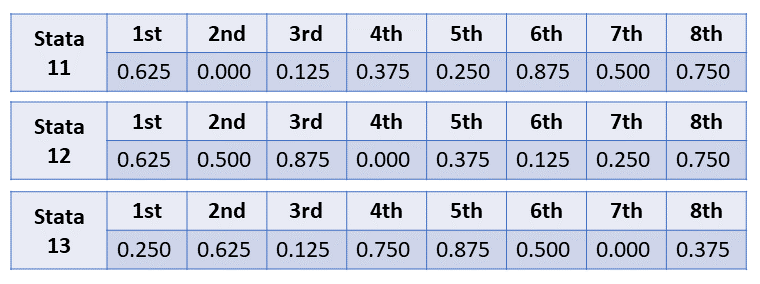 Stata 11 1st 2nd 3rd 4th 5th 6th 7th 8th
0.625 0.000 0.125 0.375 0.250 0.875 0.500 0.750
Stata 12 1st 2nd 3rd 4th 5th 6th 7th 8th
0.625 0.500 0.875 0.000 0.375 0.125 0.250 0.750
Stata 13 1st 2nd 3rd 4th 5th 6th 7th 8th
0.250 0.625 0.125 0.750 0.875 0.500 0.000 0.375